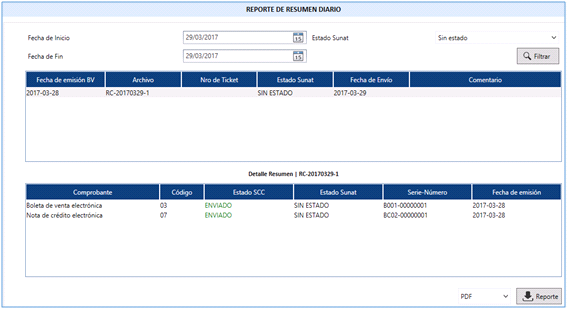 REPORTE DE RESUMEN DIARIO
Fecha de Inicio 29/03/2017 15 Estado Sunat Sin estado
Fecha de Fin 29/03/2017 15 Filtrar
Fecha de emisión BV Archivo Nro de Ticket Estado Sunat Fecha de Envío Comentario
2017-03-28 RC-20170329-1 SIN ESTADO 2017-03-29
Detalle Resumen | RC-20170329-1
Comprobante Código Estado SCC Estado Sunat Serie-Número Fecha de emisión
Boleta de venta electrónica 03 ENVIADO SIN ESTADO B001-00000001 2017-03-28
Nota de crédito electrónica 07 ENVIADO SIN ESTADO BC02-00000001 2017-03-28
PDF Reporte